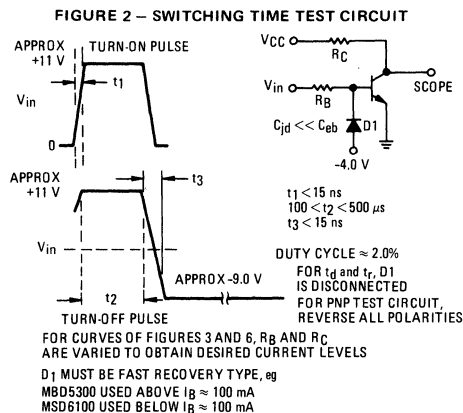 FIGURE 2 – SWITCHING TIME TEST CIRCUIT
APPROX
+11 V
TURN-ON PULSE
t1
Vin
0
APPROX
+11 V
t3
Vin
APPROX -9.0 V
t2
TURN-OFF PULSE
VCC
RC
Vin
RB
SCOPE
Cjd << Ceb
D1
-4.0 V
t1 < 15 ns
100 < t2 < 500 µs
t3 < 15 ns
DUTY CYCLE ≈ 2.0%
FOR td and tr, D1
IS DISCONNECTED
FOR PNP TEST CIRCUIT,
REVERSE ALL POLARITIES
FOR CURVES OF FIGURES 3 AND 6, RB AND RC
ARE VARIED TO OBTAIN DESIRED CURRENT LEVELS
D1 MUST BE FAST RECOVERY TYPE, eg
MBD5300 USED ABOVE IB ≈ 100 mA
MSD6100 USED BELOW IB ≈ 100 mA